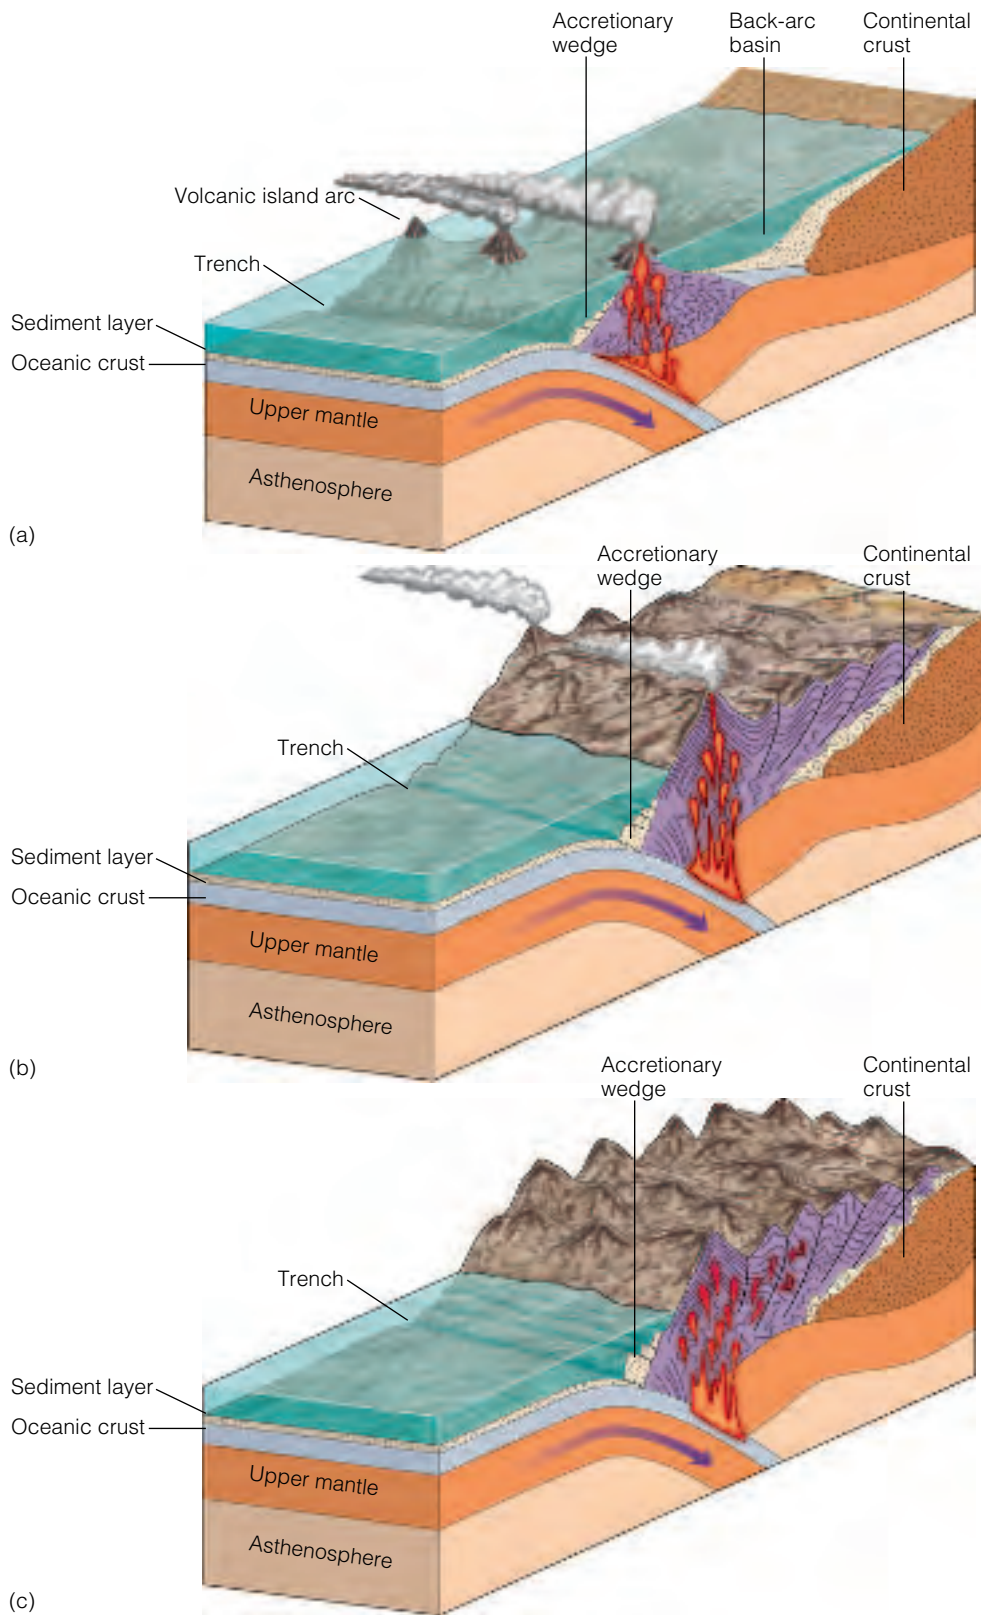 Accretionary
wedge
Back-arc
basin
Continental
crust
Volcanic island arc
Trench
Sediment layer
Oceanic crust
Upper mantle
Asthenosphere
(a)
Accretionary
wedge
Continental
crust
Trench
Sediment layer
Oceanic crust
Upper mantle
Asthenosphere
(b)
Accretionary
wedge
Continental
crust
Trench
Sediment layer
Oceanic crust
Upper mantle
Asthenosphere
(c)